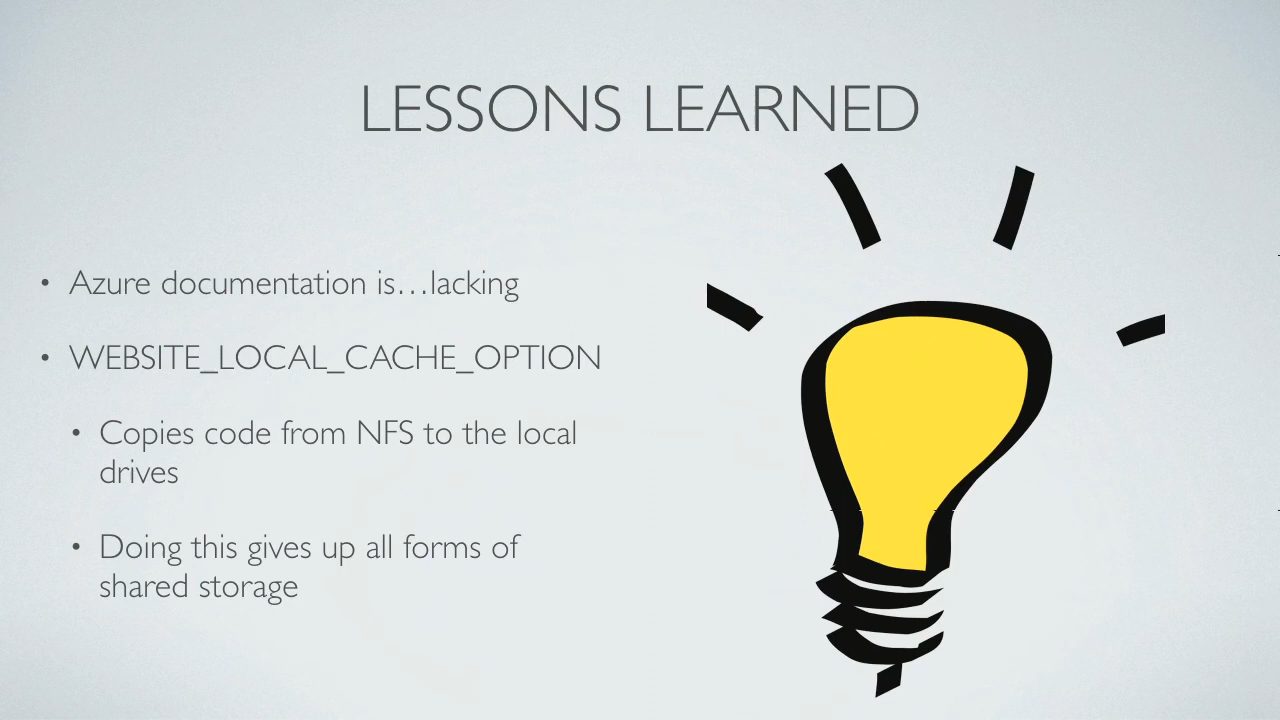 LESSONS LEARNED
• Azure documentation is…lacking
• WEBSITE_LOCAL_CACHE_OPTION
• Copies code from NFS to the local
drives
• Doing this gives up all forms of
shared storage